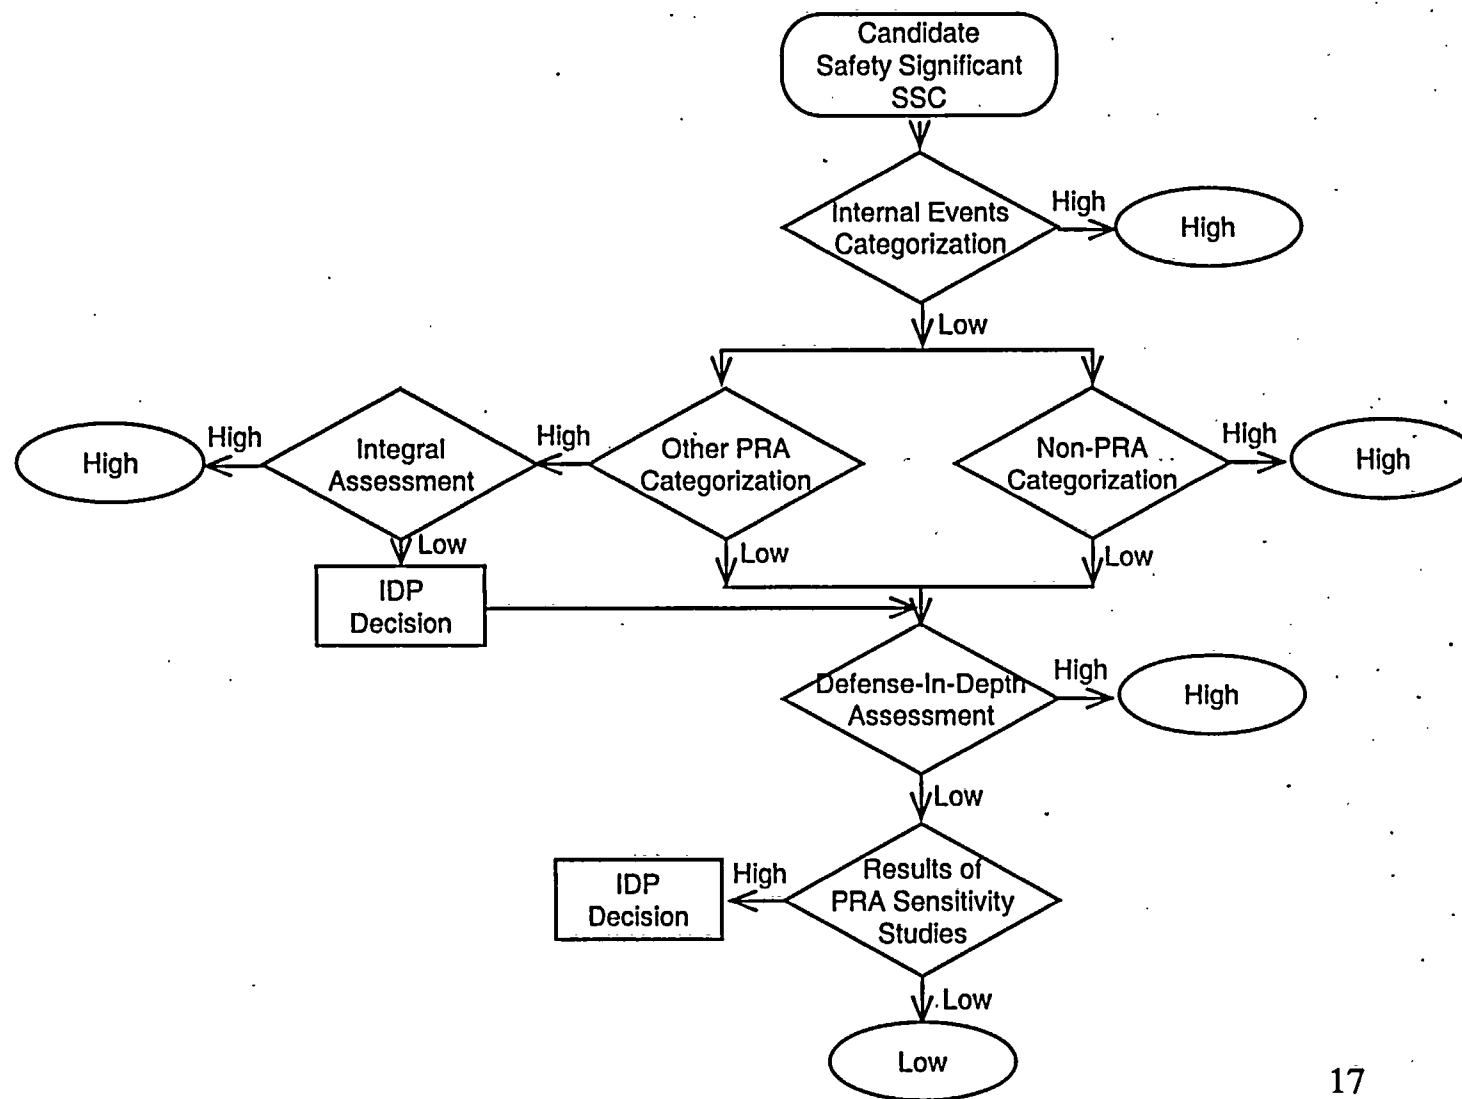 Candidate
Safety Significant
SSC
Internal Events
Categorization
High
High
Low
High
High
Integral
Assessment
High
Other PRA
Categorization
Non-PRA
Categorization
High
High
Low
Low
Low
IDP
Decision
Defense-In-Depth
Assessment
High
High
Low
IDP
Decision
High
Results of
PRA Sensitivity
Studies
Low
Low
17